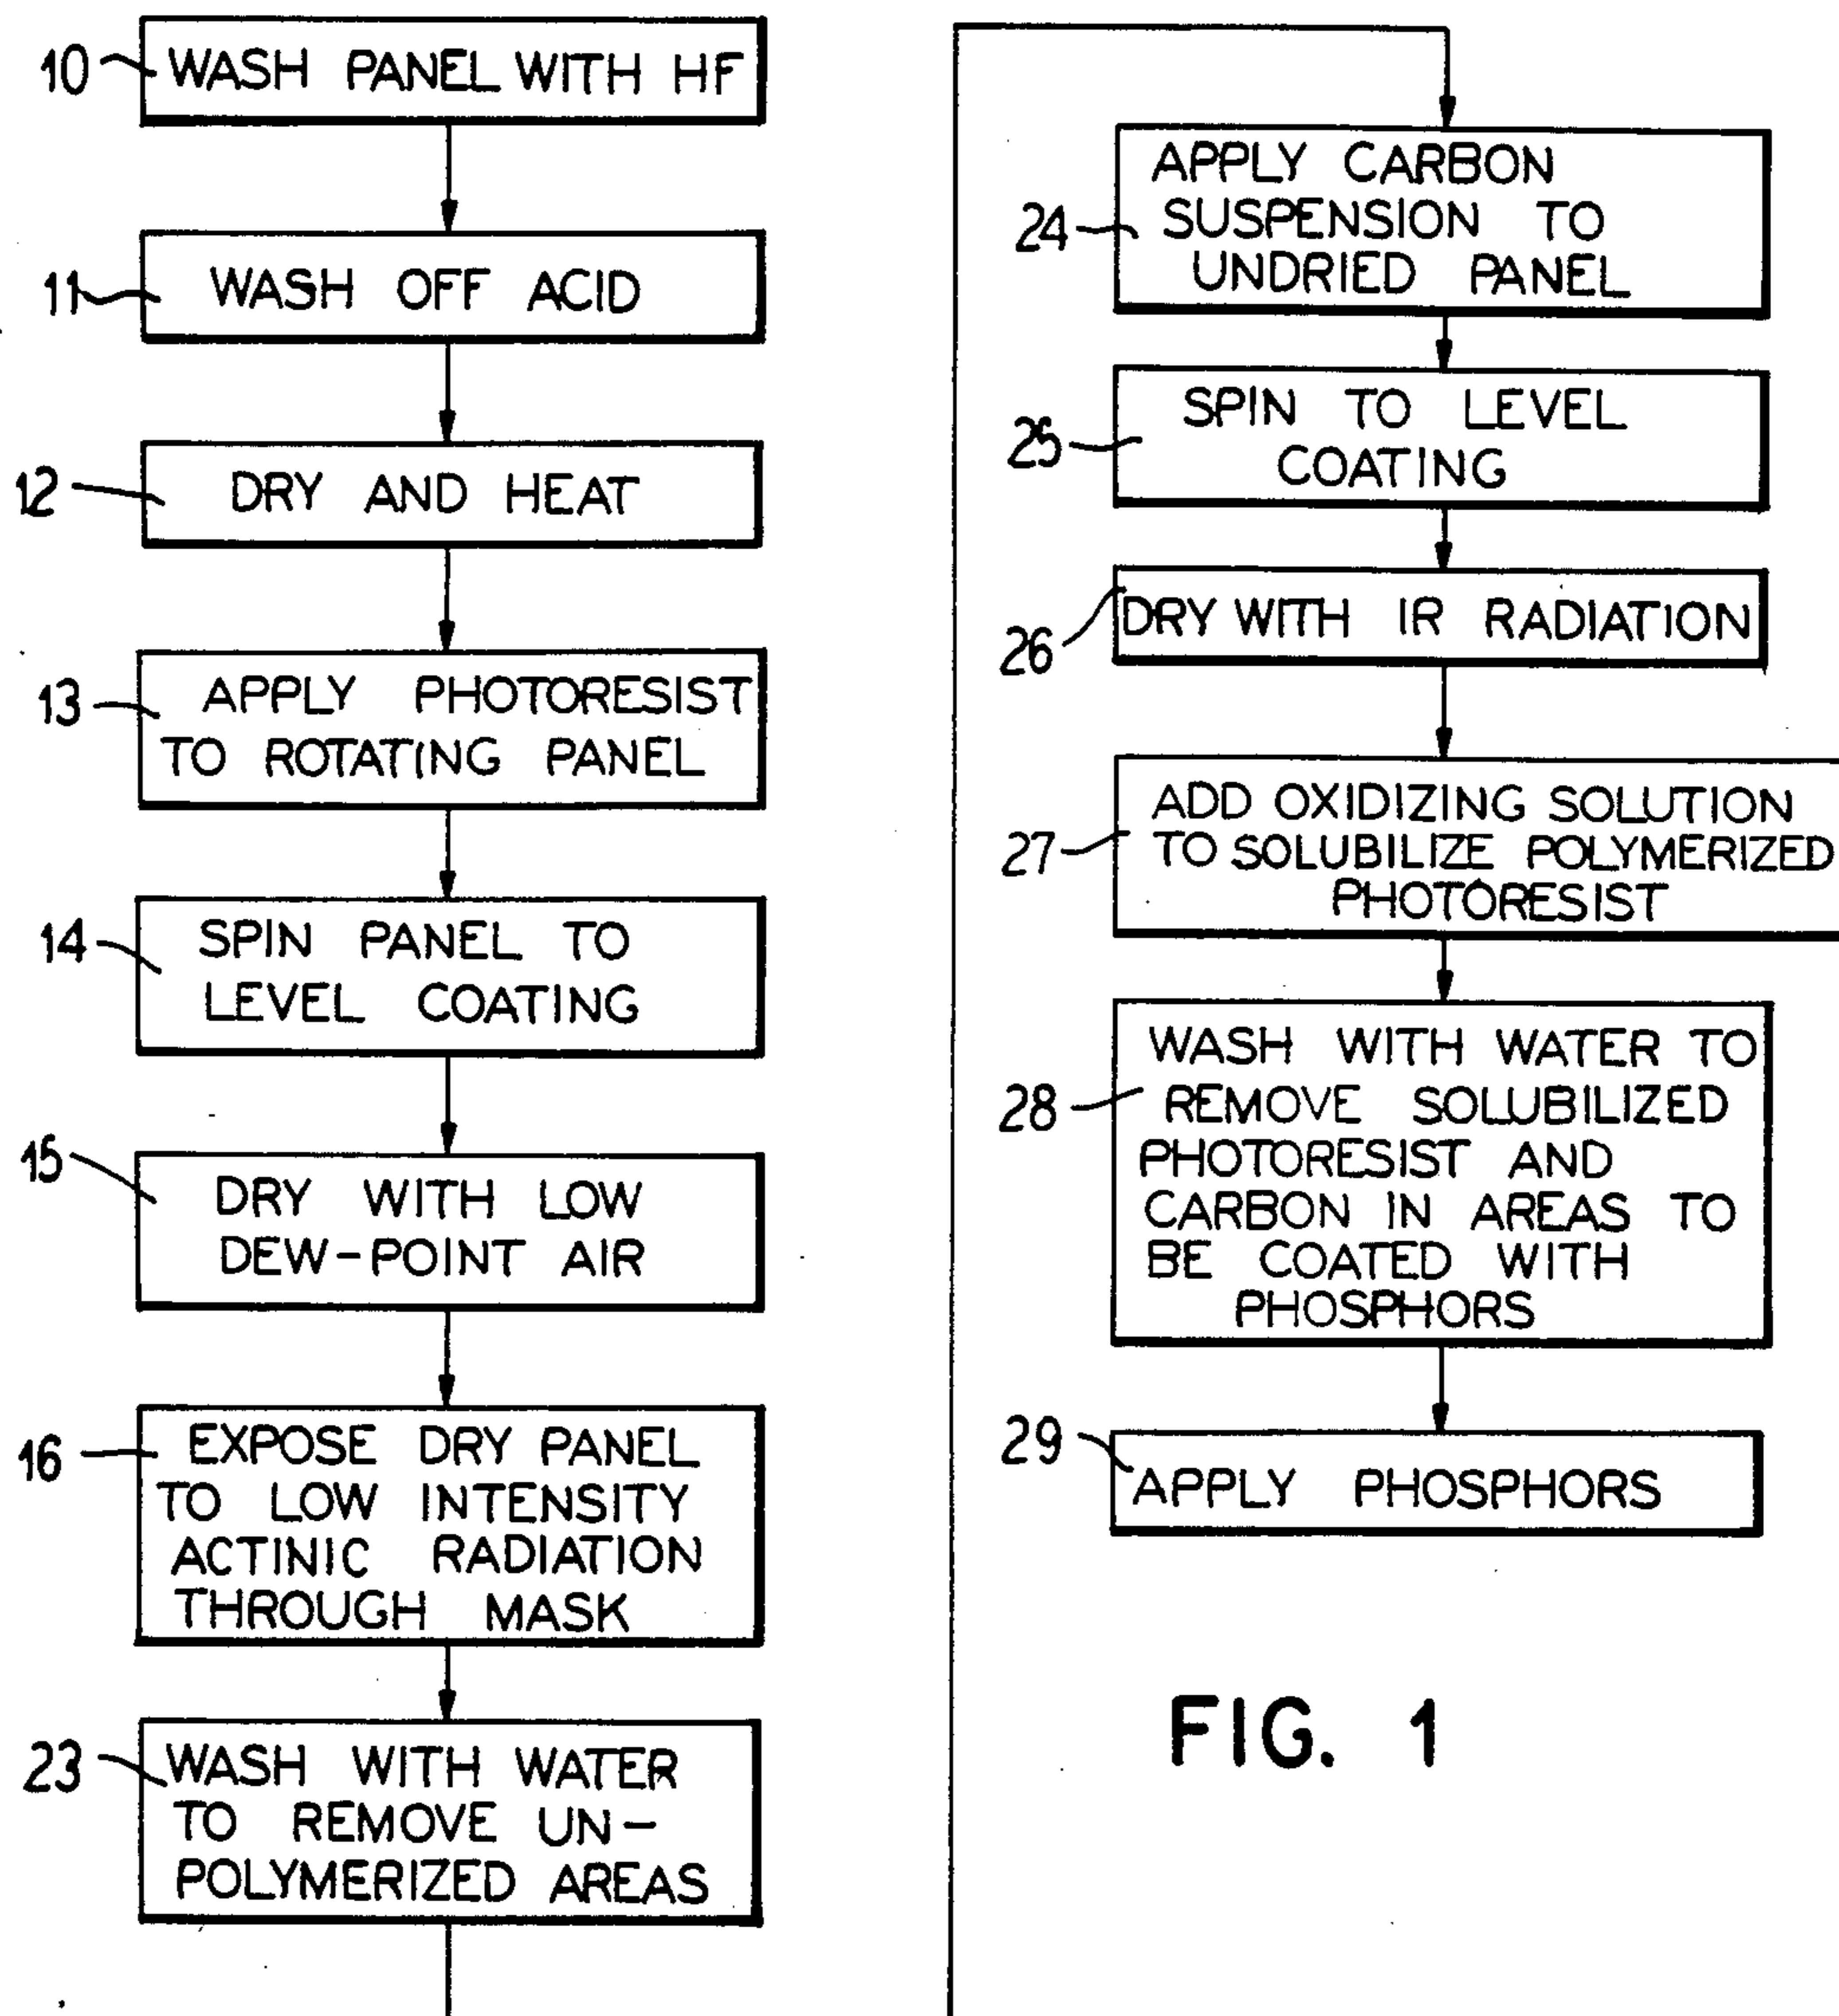 10
WASH PANEL WITH HF
11
WASH OFF ACID
12
DRY AND HEAT
13
APPLY PHOTORESIST
TO ROTATING PANEL
14
SPIN PANEL TO
LEVEL COATING
15
DRY WITH LOW
DEW-POINT AIR
16
EXPOSE DRY PANEL
TO LOW INTENSITY
ACTINIC RADIATION
THROUGH MASK
23
WASH WITH WATER
TO REMOVE UN-
POLYMERIZED AREAS
24
APPLY CARBON
SUSPENSION TO
UNDRIED PANEL
25
SPIN TO LEVEL
COATING
26
DRY WITH IR RADIATION
27
ADD OXIDIZING SOLUTION
TO SOLUBILIZE POLYMERIZED
PHOTORESIST
28
WASH WITH WATER TO
REMOVE SOLUBILIZED
PHOTORESIST AND
CARBON IN AREAS TO
BE COATED WITH
PHOSPHORS
29
APPLY PHOSPHORS
FIG. 1